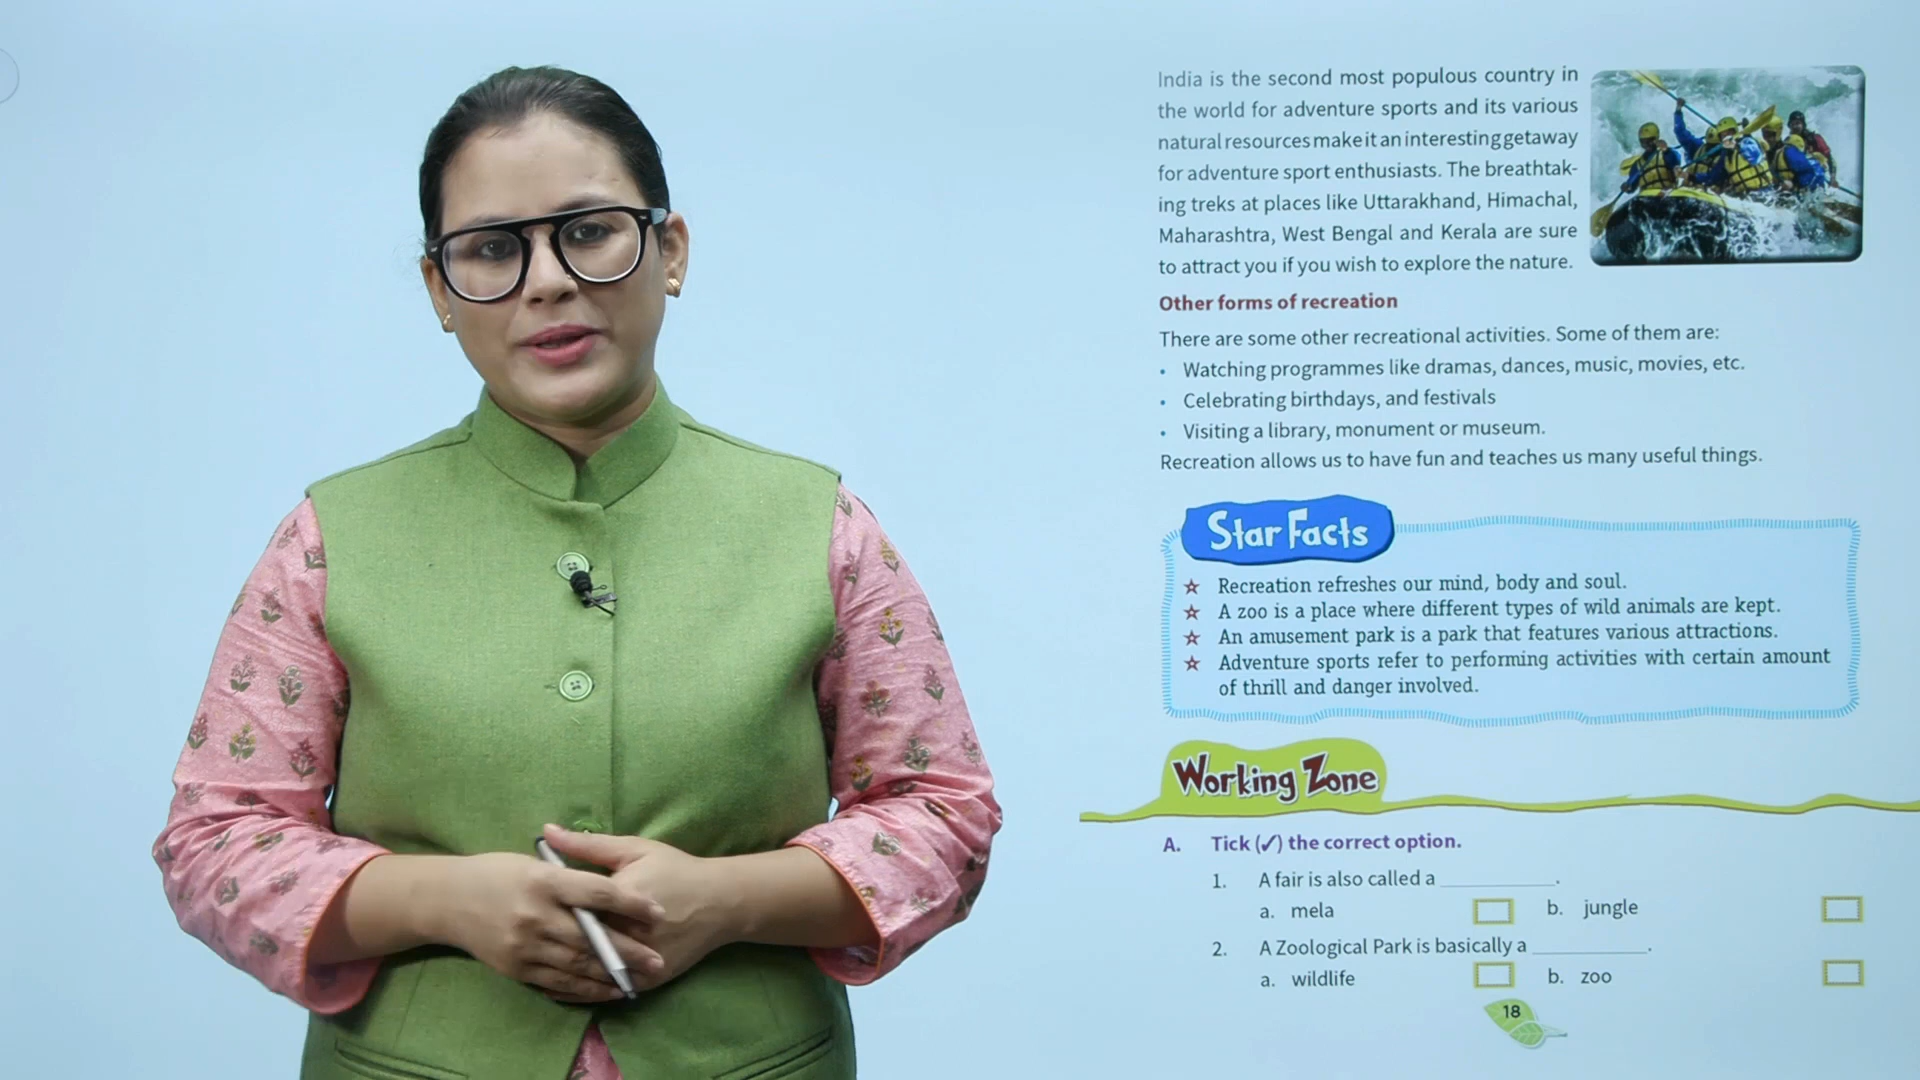 India is the second most populous country in
the world for adventure sports and its various
natural resources make it an interesting getaway
for adventure sport enthusiasts. The breathtak-
ing treks at places like Uttarakhand, Himachal,
Maharashtra, West Bengal and Kerala are sure
to attract you if you wish to explore the nature.
Other forms of recreation
There are some other recreational activities. Some of them are:
• Watching programmes like dramas, dances, music, movies, etc.
• Celebrating birthdays, and festivals
• Visiting a library, monument or museum.
Recreation allows us to have fun and teaches us many useful things.
Star Facts
☆ Recreation refreshes our mind, body and soul.
☆ A zoo is a place where different types of wild animals are kept.
☆ An amusement park is a park that features various attractions.
☆ Adventure sports refer to performing activities with certain amount
of thrill and danger involved.
Working Zone
A. Tick (✓) the correct option.
1. A fair is also called a ___________.
a. mela b. jungle
2. A Zoological Park is basically a ___________.
a. wildlife b. zoo
18